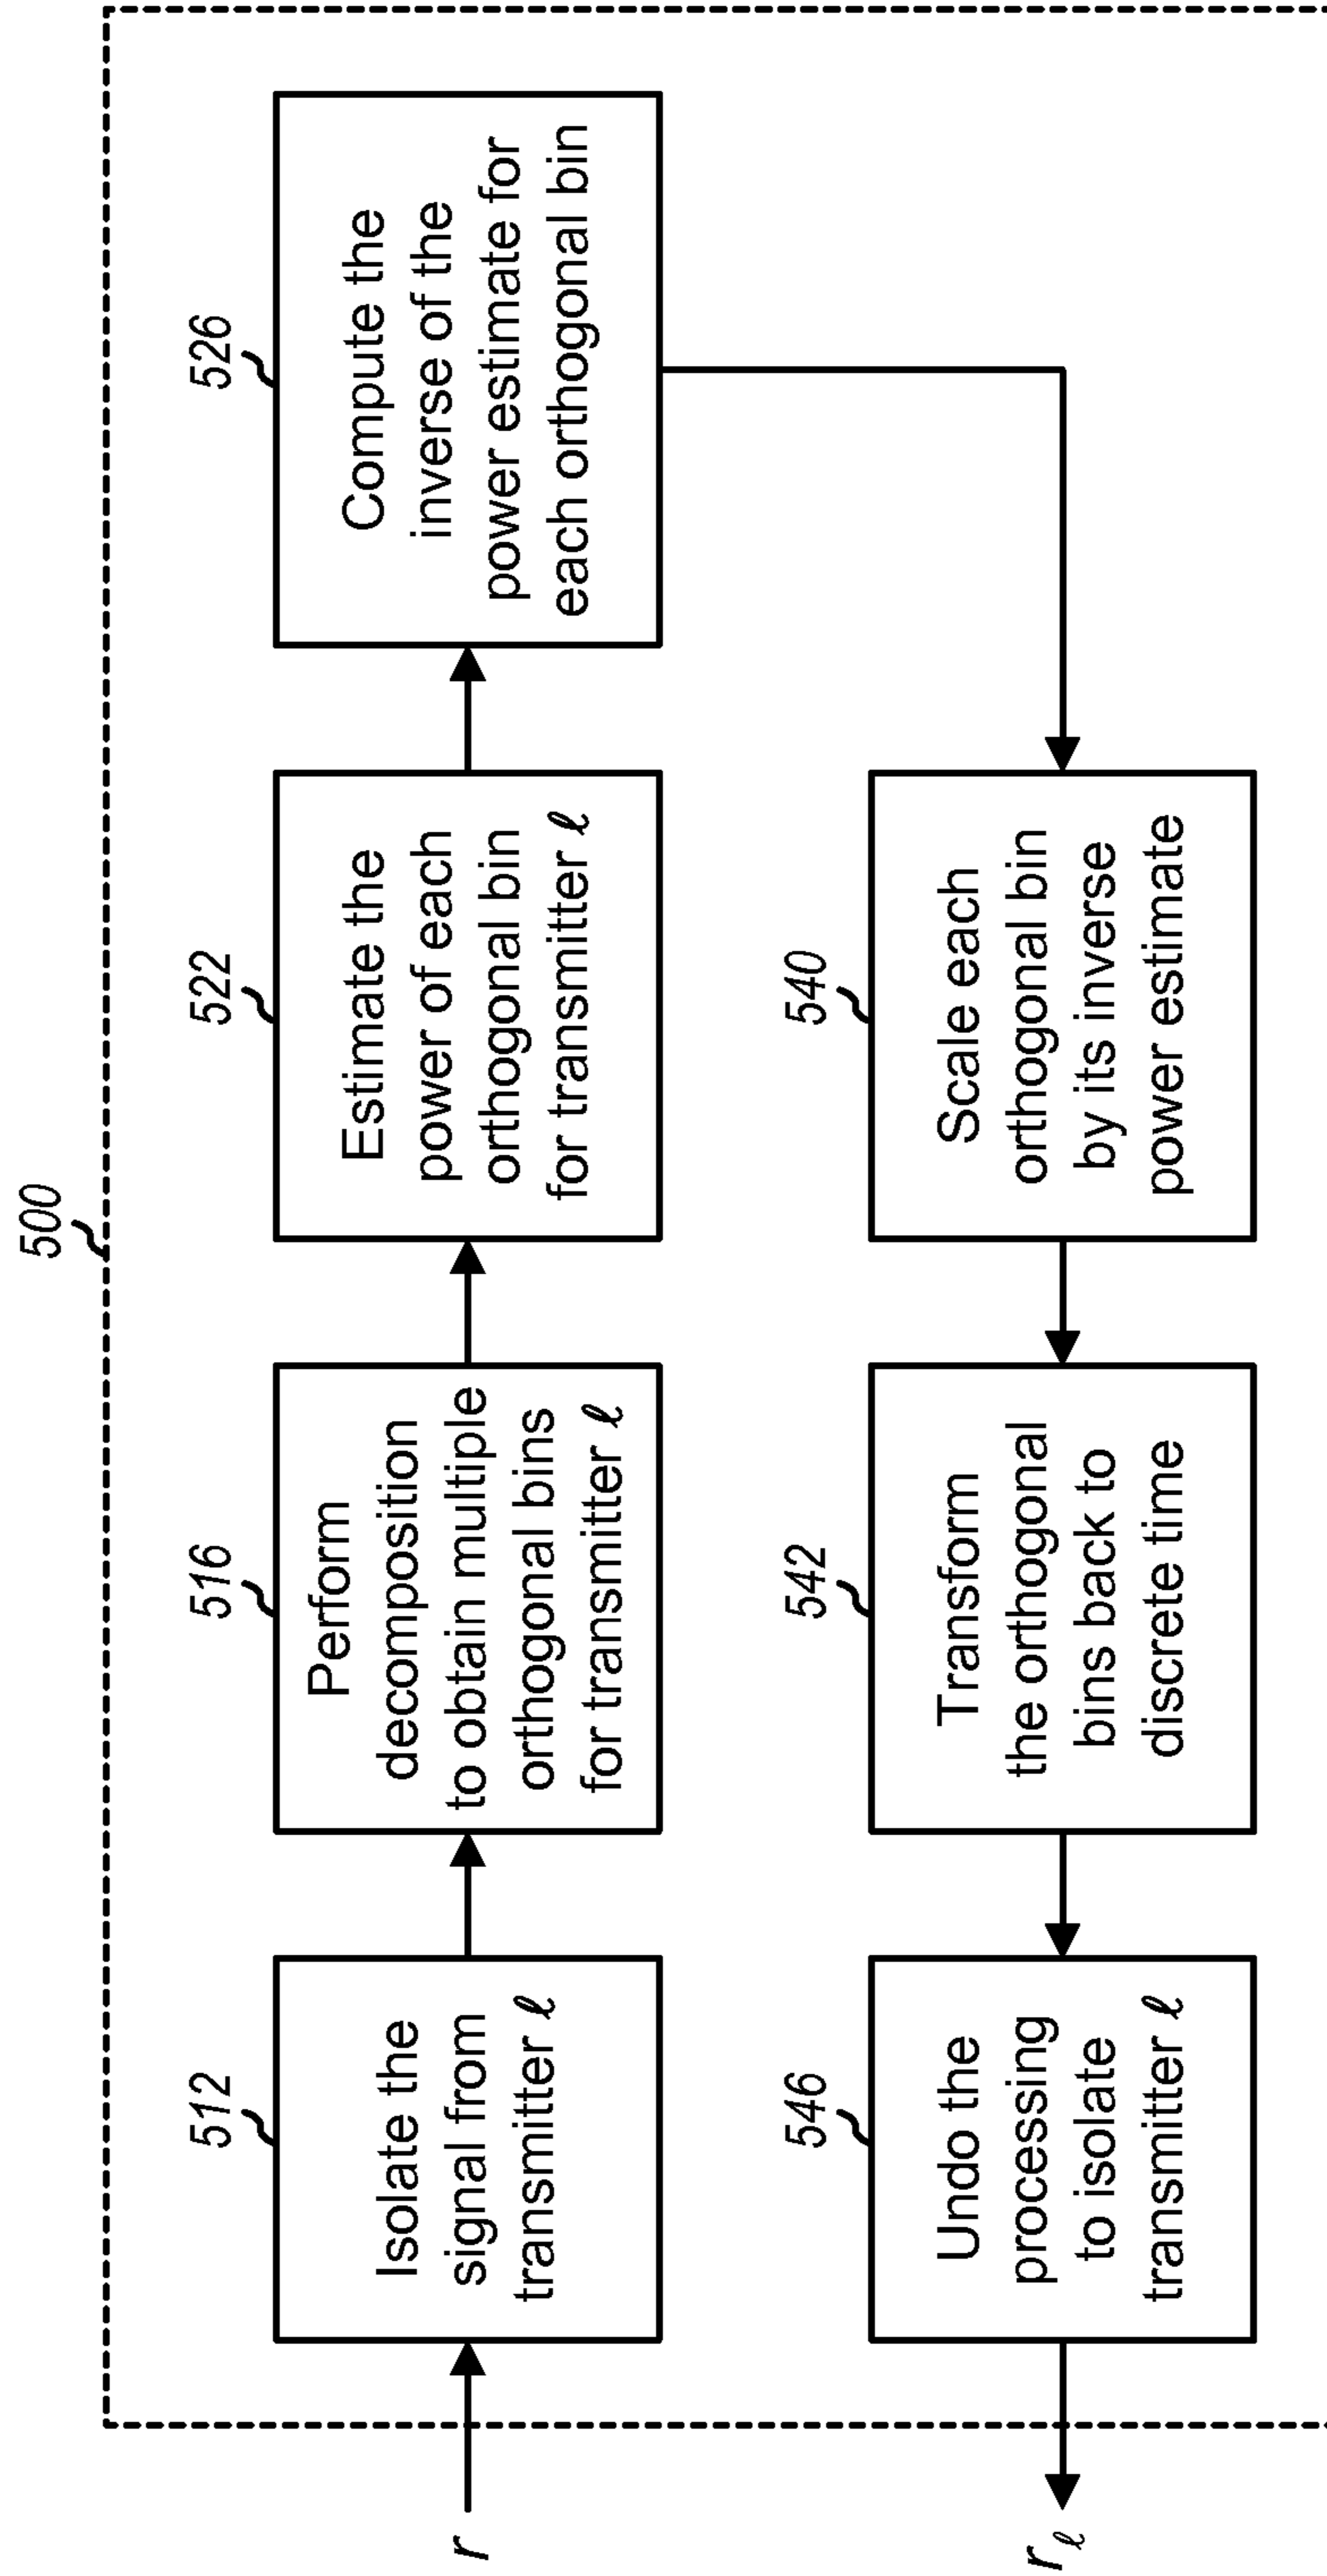 500
r
512
Isolate the
signal from
transmitter ℓ
516
Perform
decomposition
to obtain multiple
orthogonal bins
for transmitter ℓ
522
Estimate the
power of each
orthogonal bin
for transmitter ℓ
526
Compute the
inverse of the
power estimate for
each orthogonal bin
540
Scale each
orthogonal bin
by its inverse
power estimate
542
Transform
the orthogonal
bins back to
discrete time
546
Undo the
processing
to isolate
transmitter ℓ
rℓ